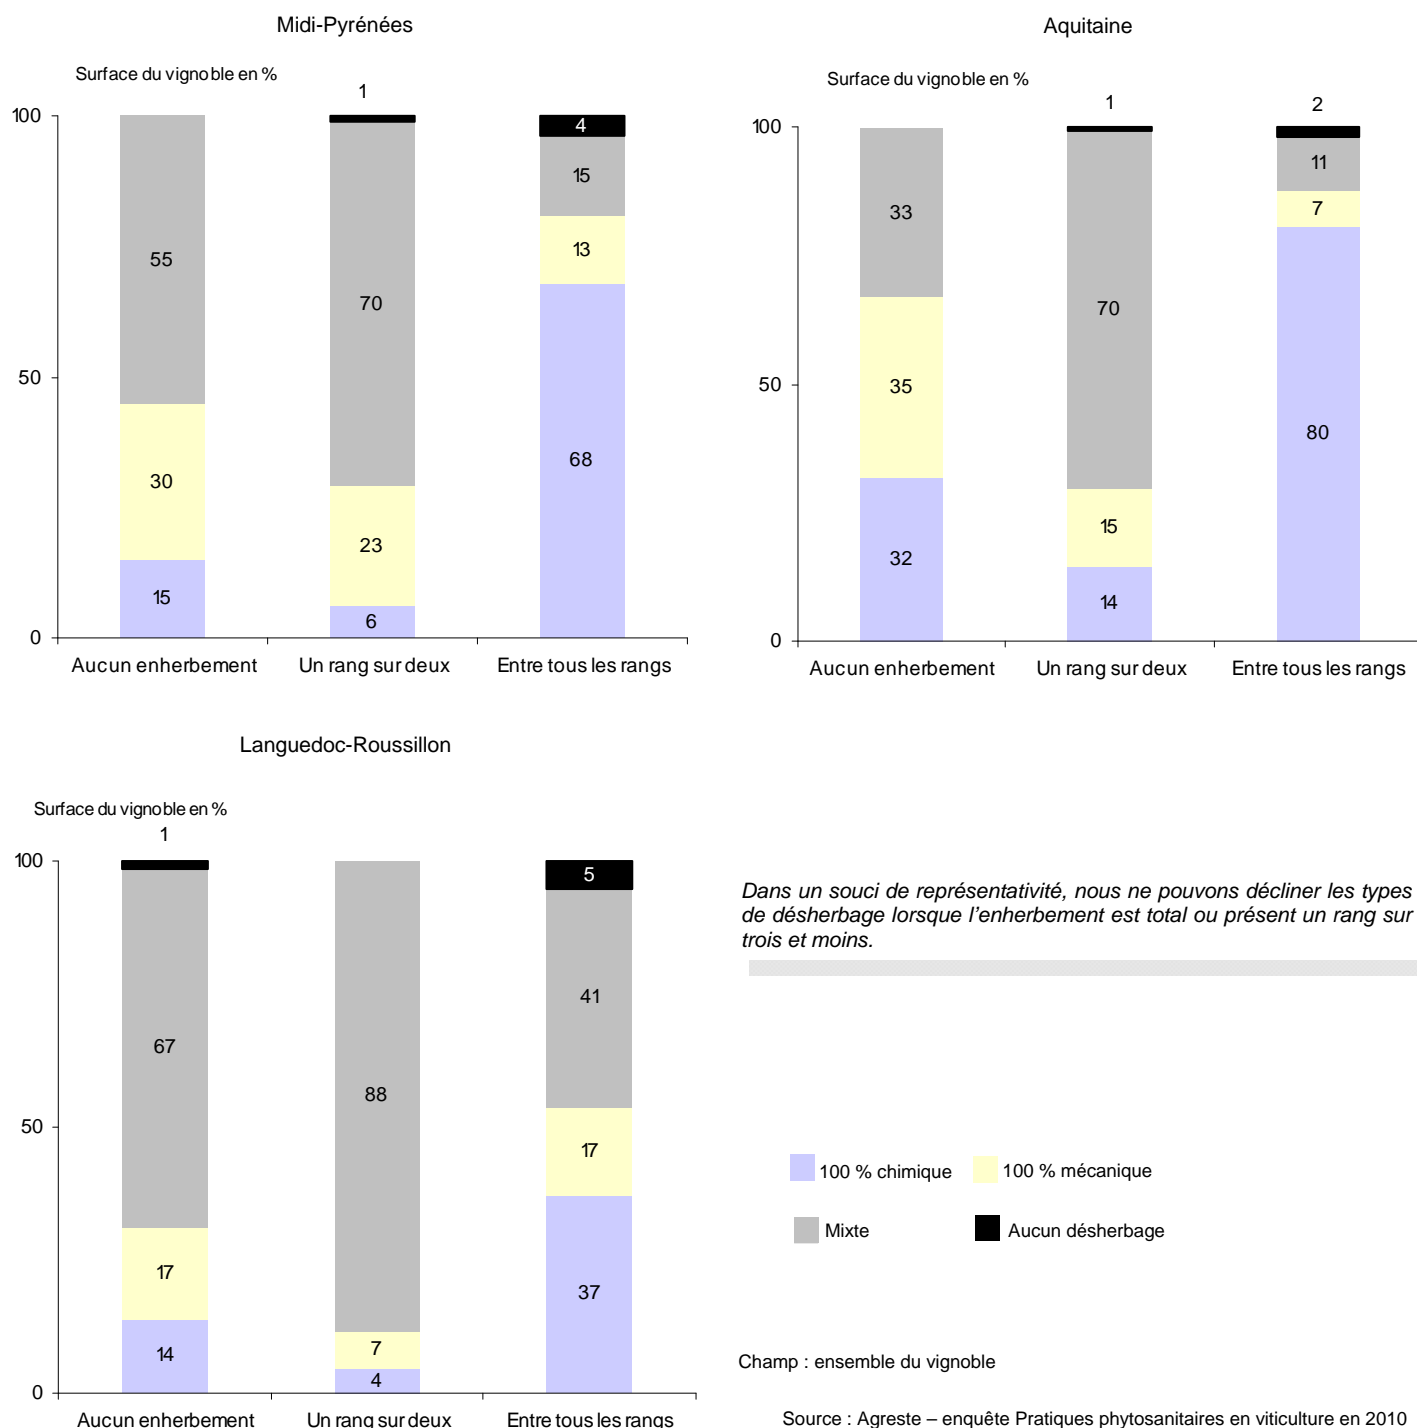 Midi-Pyrénées
Surface du vignoble en %
1
100
4
15
55
13
70
50
68
30
23
15
6
0
Aucun enherbement Un rang sur deux Entre tous les rangs
Aquitaine
Surface du vignoble en %
1 2
100
11
33
7
70
50
35
80
15
32
14
0
Aucun enherbement Un rang sur deux Entre tous les rangs
Languedoc-Roussillon
Surface du vignoble en %
1
100
5
41
67
88
50
17
17
37
7
14
4
0
Aucun enherbement Un rang sur deux Entre tous les rangs
Dans un souci de représentativité, nous ne pouvons décliner les types
de désherbage lorsque l'enherbement est total ou présent un rang sur
trois et moins.
100 % chimique 100 % mécanique
Mixte Aucun désherbage
Champ : ensemble du vignoble
Source : Agreste – enquête Pratiques phytosanitaires en viticulture en 2010